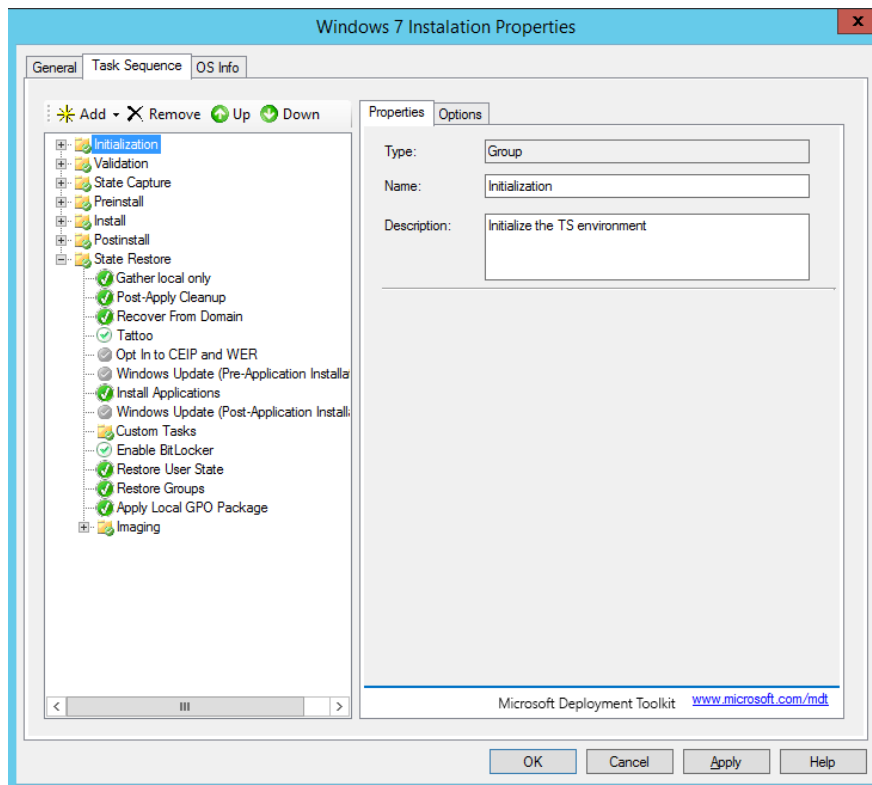 Windows 7 Instalation Properties
x
General Task Sequence OS Info
Add Remove Up Down
Initialization
Validation
State Capture
Preinstall
Install
Postinstall
State Restore
Gather local only
Post-Apply Cleanup
Recover From Domain
Tattoo
Opt In to CEIP and WER
Windows Update (Pre-Application Installa
Install Applications
Windows Update (Post-Application Install
Custom Tasks
Enable BitLocker
Restore User State
Restore Groups
Apply Local GPO Package
Imaging
Properties Options
Type: Group
Name: Initialization
Description: Initialize the TS environment
Microsoft Deployment Toolkit www.microsoft.com/mdt
OK Cancel Apply Help